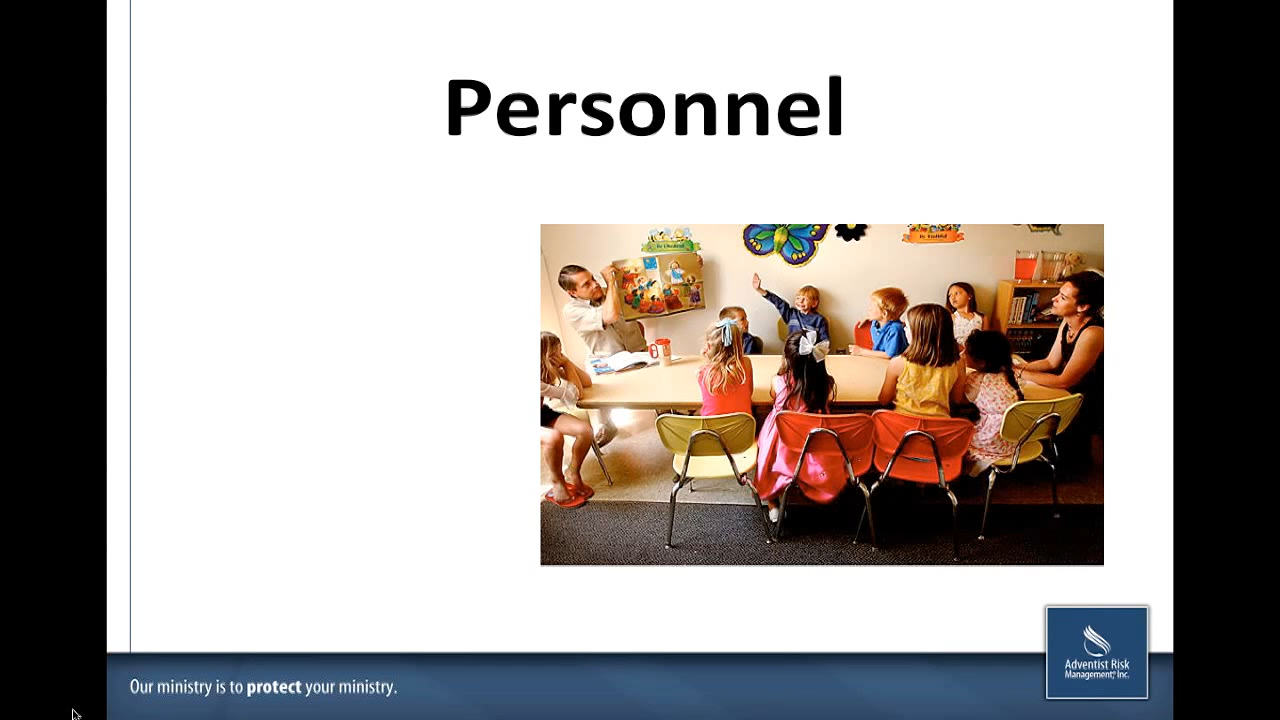 Personnel
Our ministry is to protect your ministry.
Adventist Risk
Management, Inc.